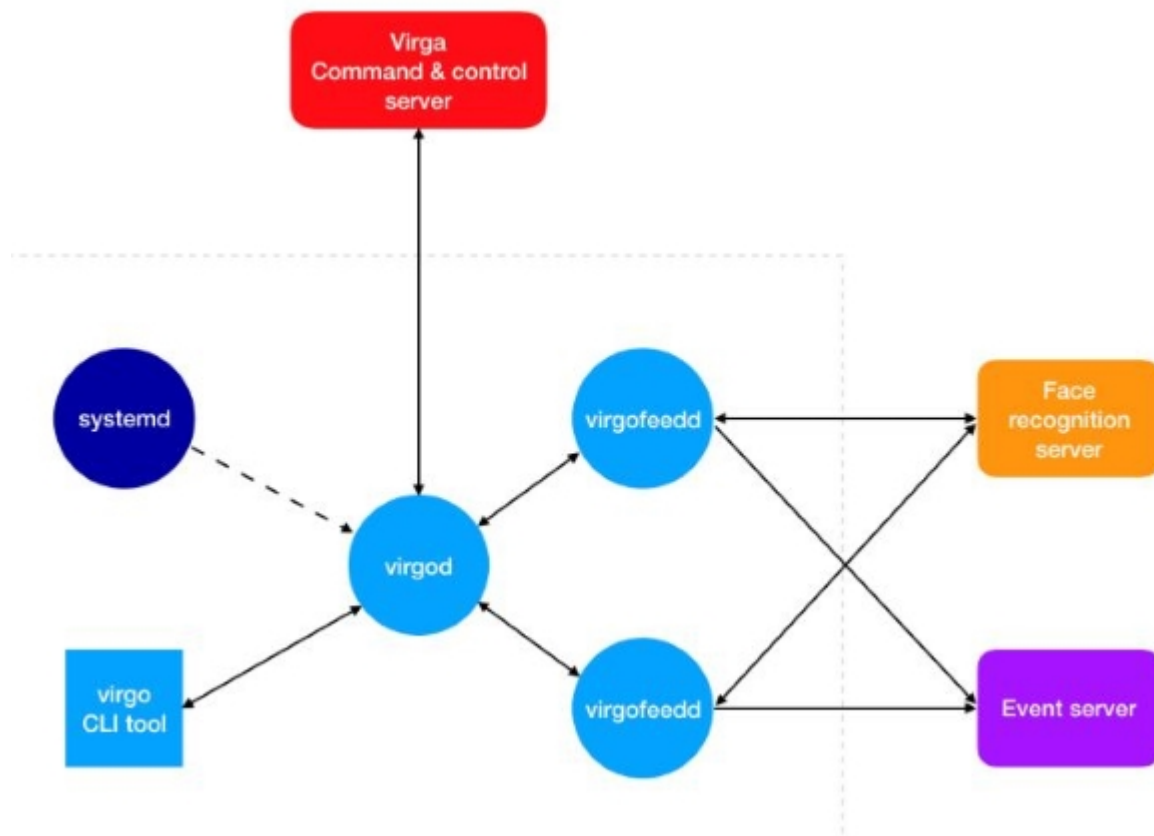 Virga
Command & control
server
systemd
virgofeedd
Face
recognition
server
virgod
virgo
CLI tool
virgofeedd
Event server